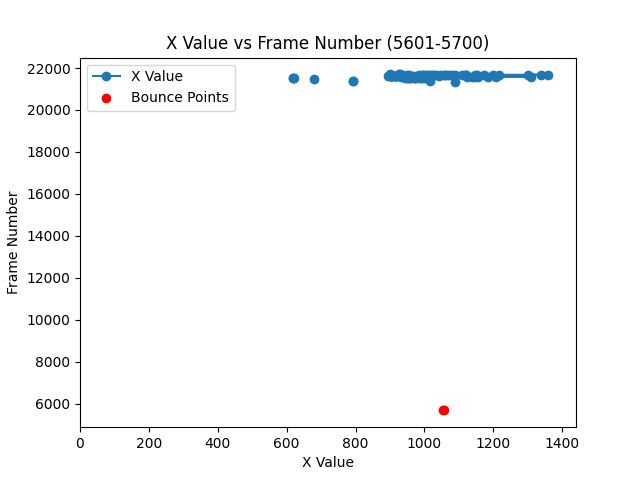 X Value vs Frame Number (5601-5700)
X Value
Bounce Points
22000
20000
18000
16000
14000
12000
10000
8000
6000
Frame Number
0 200 400 600 800 1000 1200 1400
X Value